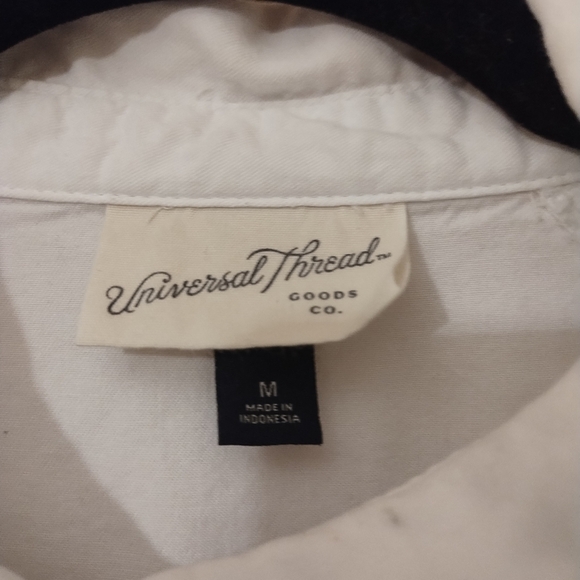 Universal Thread™
GOODS
CO.
M
MADE IN
INDONESIA